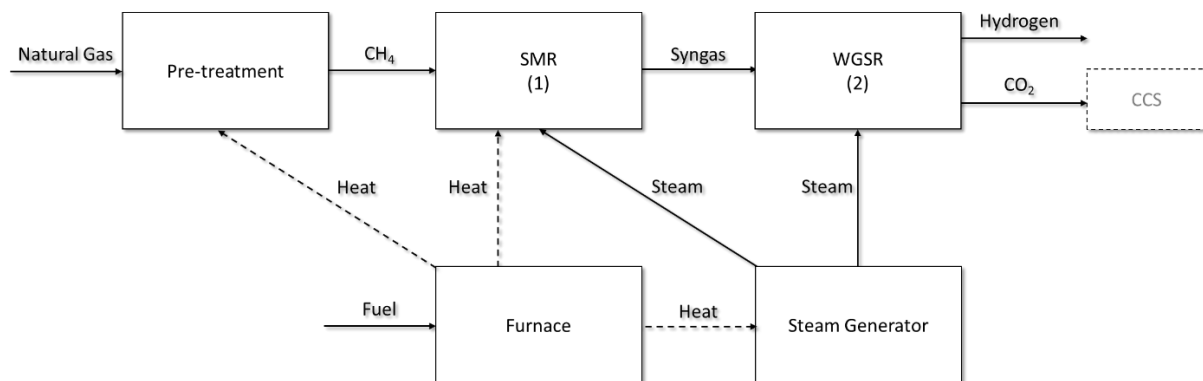 Natural Gas
Pre-treatment
CH₄
SMR
(1)
Syngas
WGSR
(2)
Hydrogen
CO₂
CCS
Heat
Heat
Steam
Steam
Fuel
Furnace
Heat
Steam Generator